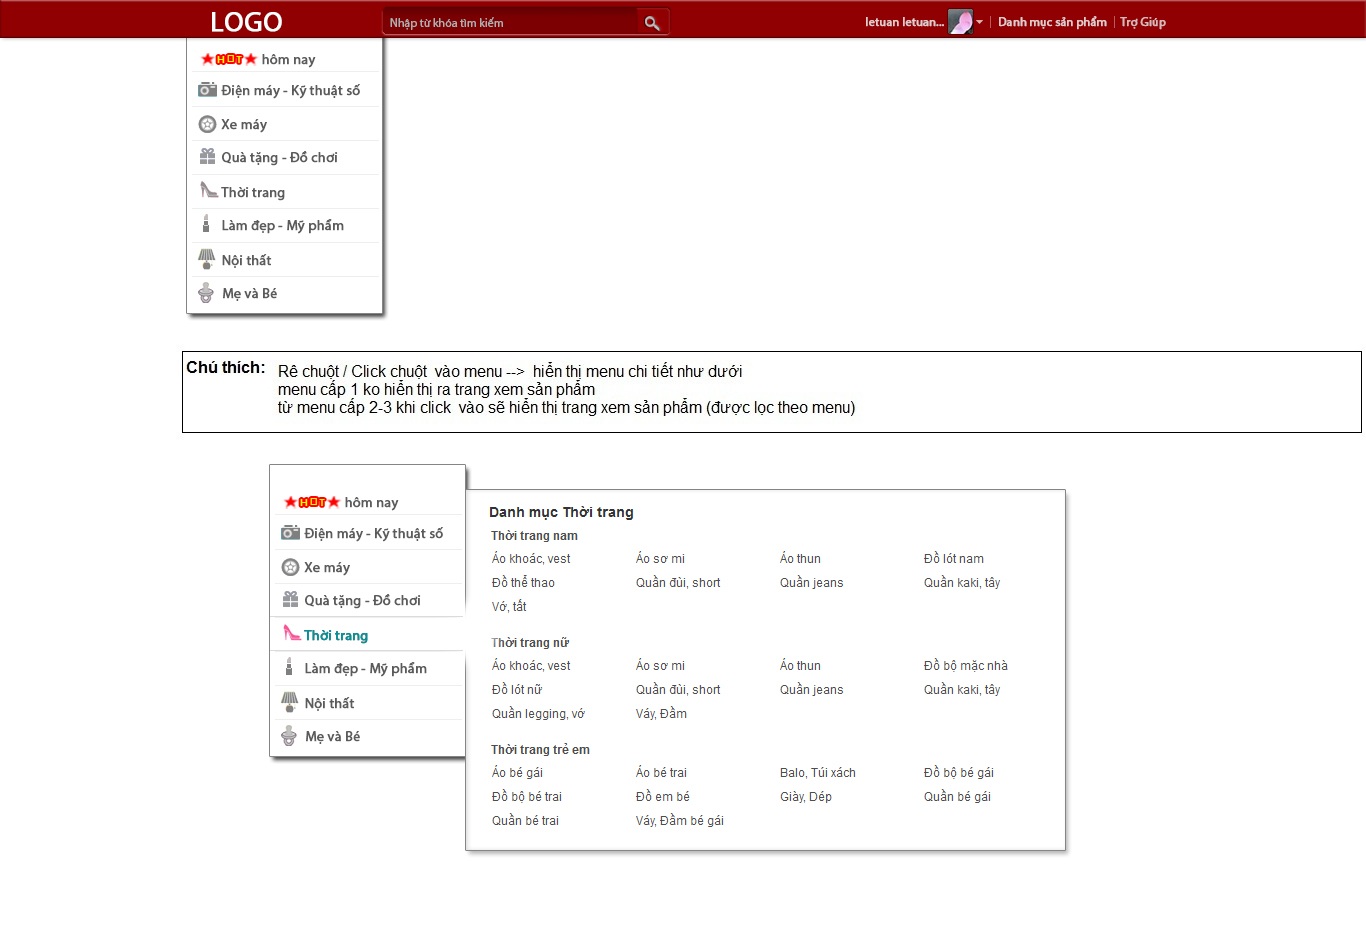 LOGO
Nhập từ khóa tìm kiếm
letuan letuan...
Danh mục sản phẩm
Trợ Giúp
HOT hôm nay
Điện máy - Kỹ thuật số
Xe máy
Quà tặng - Đồ chơi
Thời trang
Làm đẹp - Mỹ phẩm
Nội thất
Mẹ và Bé
Chú thích:
Rê chuột / Click chuột vào menu --> hiển thị menu chi tiết như dưới
menu cấp 1 ko hiển thị ra trang xem sản phẩm
từ menu cấp 2-3 khi click vào sẽ hiển thị trang xem sản phẩm (được lọc theo menu)
HOT hôm nay
Điện máy - Kỹ thuật số
Xe máy
Quà tặng - Đồ chơi
Thời trang
Làm đẹp - Mỹ phẩm
Nội thất
Mẹ và Bé
Danh mục Thời trang
Thời trang nam
Áo khoác, vest Áo sơ mi Áo thun Đồ lót nam
Đồ thể thao Quần đùi, short Quần jeans Quần kaki, tây
Vớ, tất
Thời trang nữ
Áo khoác, vest Áo sơ mi Áo thun Đồ bộ mặc nhà
Đồ lót nữ Quần đùi, short Quần jeans Quần kaki, tây
Quần legging, vớ Váy, Đầm
Thời trang trẻ em
Áo bé gái Áo bé trai Balo, Túi xách Đồ bộ bé gái
Đồ bộ bé trai Đồ em bé Giày, Dép Quần bé gái
Quần bé trai Váy, Đầm bé gái